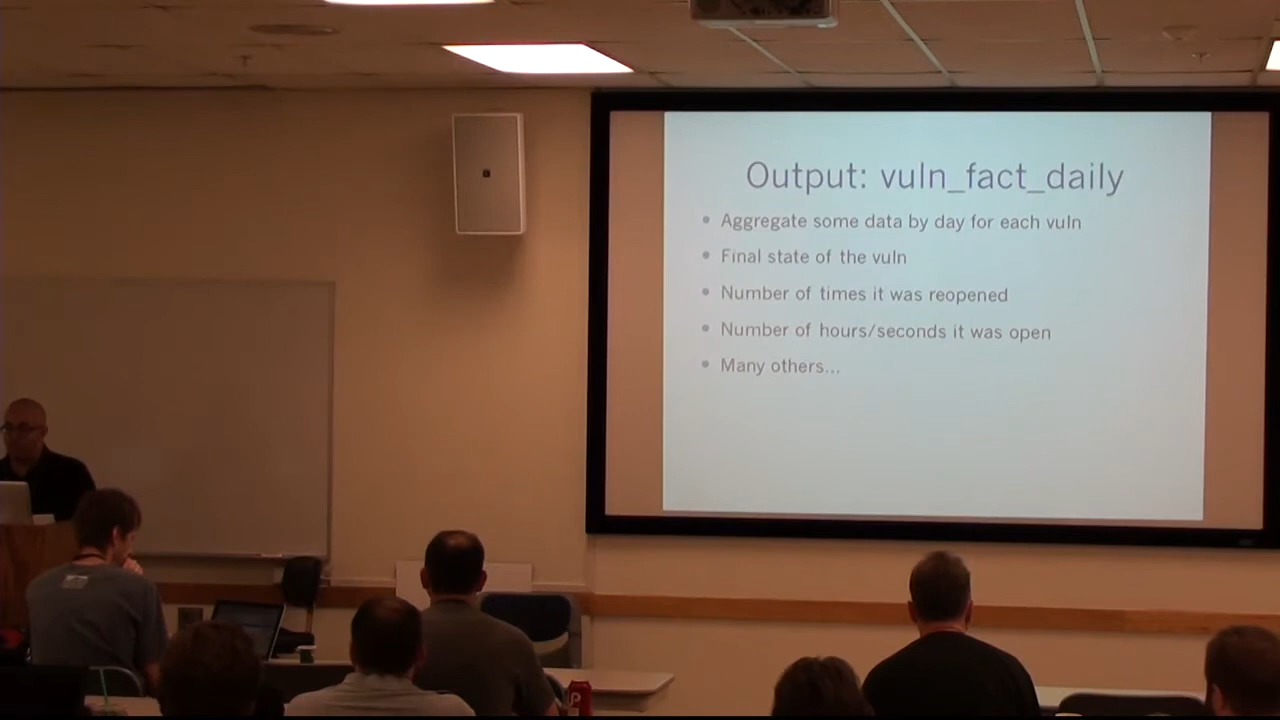 Output: vuln_fact_daily
• Aggregate some data by day for each vuln
• Final state of the vuln
• Number of times it was reopened
• Number of hours/seconds it was open
• Many others...